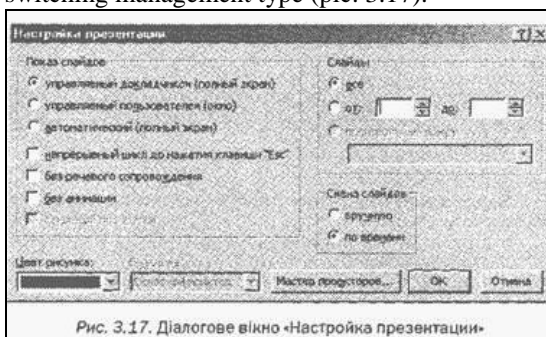 switching management type (pic. 3.17).
Настройка презентации
Показ слайдов
управляемый докладчиком (полный экран)
управляемый пользователем (окно)
автоматический (полный экран)
непрерывный цикл до нажатия клавиши "Esc"
без речевого сопровождения
без анимации
Слайды
все
от: до:
Смена слайдов
вручную
по времени
Цвет рисунка:
Мастер проекторов... ОК Отмена
Рис. 3.17. Діалогове вікно «Настройка презентации»